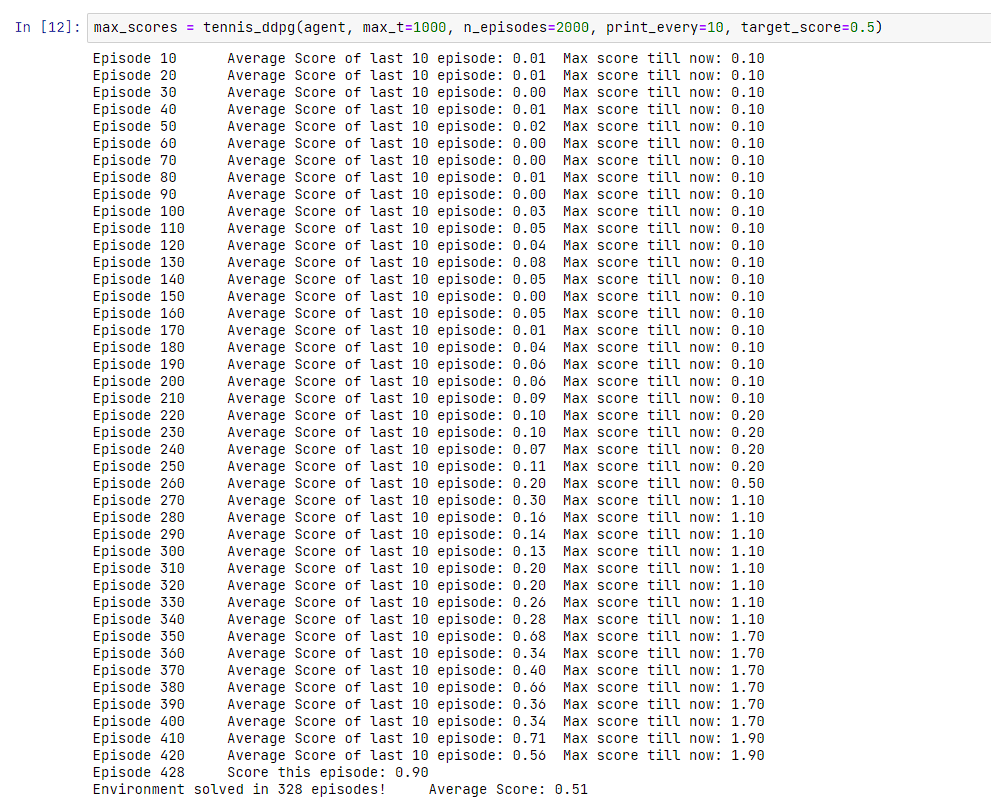 In [12]: max_scores = tennis_ddpg(agent, max_t=1000, n_episodes=2000, print_every=10, target_score=0.5)
Episode 10 Average Score of last 10 episode: 0.01 Max score till now: 0.10
Episode 20 Average Score of last 10 episode: 0.01 Max score till now: 0.10
Episode 30 Average Score of last 10 episode: 0.00 Max score till now: 0.10
Episode 40 Average Score of last 10 episode: 0.01 Max score till now: 0.10
Episode 50 Average Score of last 10 episode: 0.02 Max score till now: 0.10
Episode 60 Average Score of last 10 episode: 0.00 Max score till now: 0.10
Episode 70 Average Score of last 10 episode: 0.00 Max score till now: 0.10
Episode 80 Average Score of last 10 episode: 0.01 Max score till now: 0.10
Episode 90 Average Score of last 10 episode: 0.00 Max score till now: 0.10
Episode 100 Average Score of last 10 episode: 0.03 Max score till now: 0.10
Episode 110 Average Score of last 10 episode: 0.05 Max score till now: 0.10
Episode 120 Average Score of last 10 episode: 0.04 Max score till now: 0.10
Episode 130 Average Score of last 10 episode: 0.08 Max score till now: 0.10
Episode 140 Average Score of last 10 episode: 0.05 Max score till now: 0.10
Episode 150 Average Score of last 10 episode: 0.00 Max score till now: 0.10
Episode 160 Average Score of last 10 episode: 0.05 Max score till now: 0.10
Episode 170 Average Score of last 10 episode: 0.01 Max score till now: 0.10
Episode 180 Average Score of last 10 episode: 0.04 Max score till now: 0.10
Episode 190 Average Score of last 10 episode: 0.06 Max score till now: 0.10
Episode 200 Average Score of last 10 episode: 0.06 Max score till now: 0.10
Episode 210 Average Score of last 10 episode: 0.09 Max score till now: 0.10
Episode 220 Average Score of last 10 episode: 0.10 Max score till now: 0.20
Episode 230 Average Score of last 10 episode: 0.10 Max score till now: 0.20
Episode 240 Average Score of last 10 episode: 0.07 Max score till now: 0.20
Episode 250 Average Score of last 10 episode: 0.11 Max score till now: 0.20
Episode 260 Average Score of last 10 episode: 0.20 Max score till now: 0.50
Episode 270 Average Score of last 10 episode: 0.30 Max score till now: 1.10
Episode 280 Average Score of last 10 episode: 0.16 Max score till now: 1.10
Episode 290 Average Score of last 10 episode: 0.14 Max score till now: 1.10
Episode 300 Average Score of last 10 episode: 0.13 Max score till now: 1.10
Episode 310 Average Score of last 10 episode: 0.20 Max score till now: 1.10
Episode 320 Average Score of last 10 episode: 0.20 Max score till now: 1.10
Episode 330 Average Score of last 10 episode: 0.26 Max score till now: 1.10
Episode 340 Average Score of last 10 episode: 0.28 Max score till now: 1.10
Episode 350 Average Score of last 10 episode: 0.68 Max score till now: 1.70
Episode 360 Average Score of last 10 episode: 0.34 Max score till now: 1.70
Episode 370 Average Score of last 10 episode: 0.40 Max score till now: 1.70
Episode 380 Average Score of last 10 episode: 0.66 Max score till now: 1.70
Episode 390 Average Score of last 10 episode: 0.36 Max score till now: 1.70
Episode 400 Average Score of last 10 episode: 0.34 Max score till now: 1.70
Episode 410 Average Score of last 10 episode: 0.71 Max score till now: 1.90
Episode 420 Average Score of last 10 episode: 0.56 Max score till now: 1.90
Episode 428 Score this episode: 0.90
Environment solved in 328 episodes! Average Score: 0.51